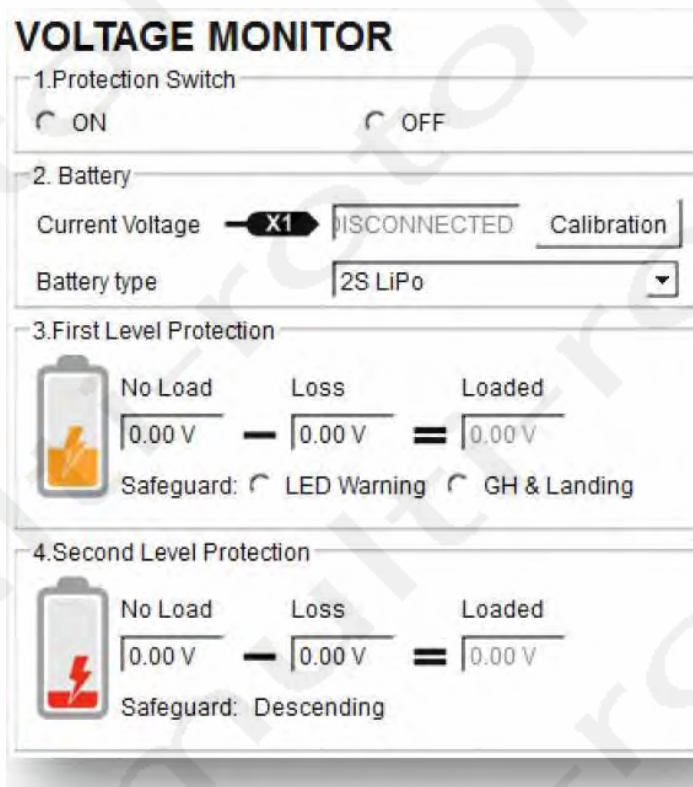 VOLTAGE MONITOR
1.Protection Switch
ON OFF
2. Battery
Current Voltage X1 DISCONNECTED Calibration
Battery type 2S LiPo
3.First Level Protection
No Load Loss Loaded
0.00 V 0.00 V 0.00 V
Safeguard: LED Warning GH & Landing
4.Second Level Protection
No Load Loss Loaded
0.00 V 0.00 V 0.00 V
Safeguard: Descending